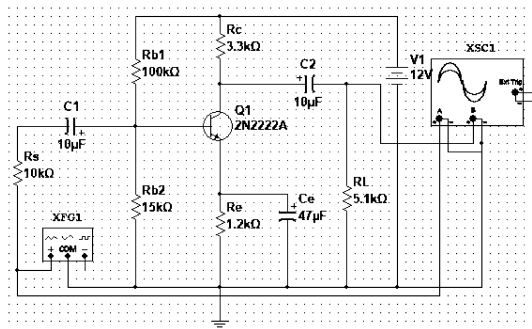 Rc
3.3kΩ
Rb1
100kΩ
C2
10µF
V1
12V
XSC1
Ext Trig
A
B
C1
10µF
Q1
2N2222A
Rs
10kΩ
Rb2
15kΩ
Re
1.2kΩ
Ce
47µF
RL
5.1kΩ
XFG1
COM